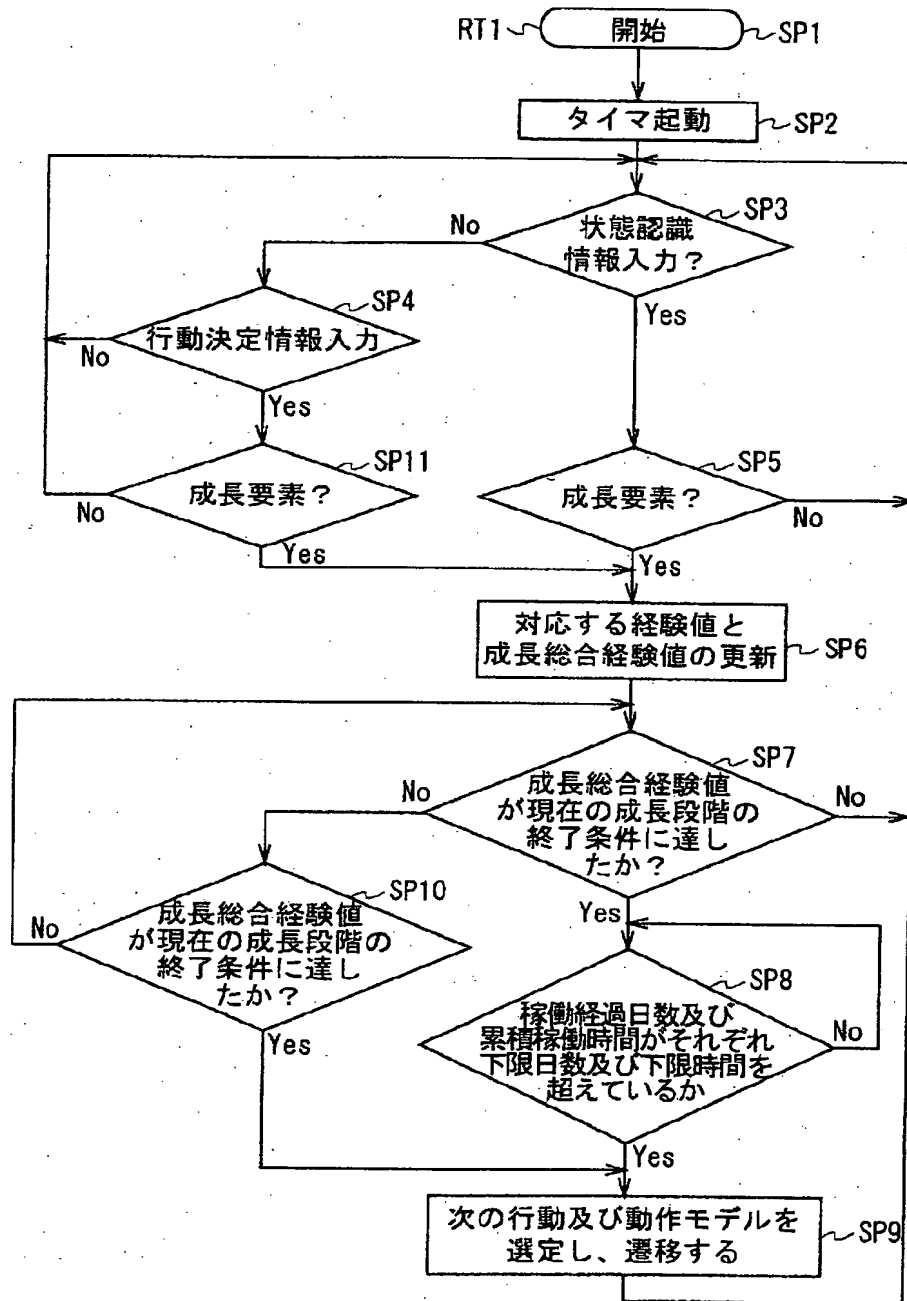 RT1 開始 SP1
タイマ起動 SP2
SP3
No
状態認識
情報入力?
Yes
SP4
行動決定情報入力
No
Yes
SP11
成長要素?
No
Yes
SP5
成長要素?
No
Yes
対応する経験値と
成長総合経験値の更新
SP6
SP7
No
成長総合経験値
が現在の成長段階の
終了条件に達し
たか?
No
Yes
SP10
成長総合経験値
が現在の成長段階の
終了条件に達し
たか?
No
Yes
SP8
稼働経過日数及び
累積稼働時間がそれぞれ
下限日数及び下限時間を
超えているか
No
Yes
次の行動及び動作モデルを
選定し、遷移する
SP9